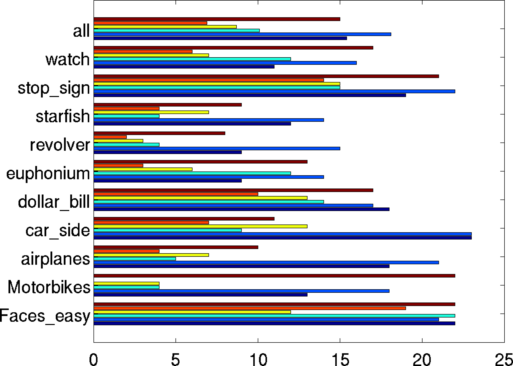 all
watch
stop_sign
starfish
revolver
euphonium
dollar_bill
car_side
airplanes
Motorbikes
Faces_easy
0 5 10 15 20 25